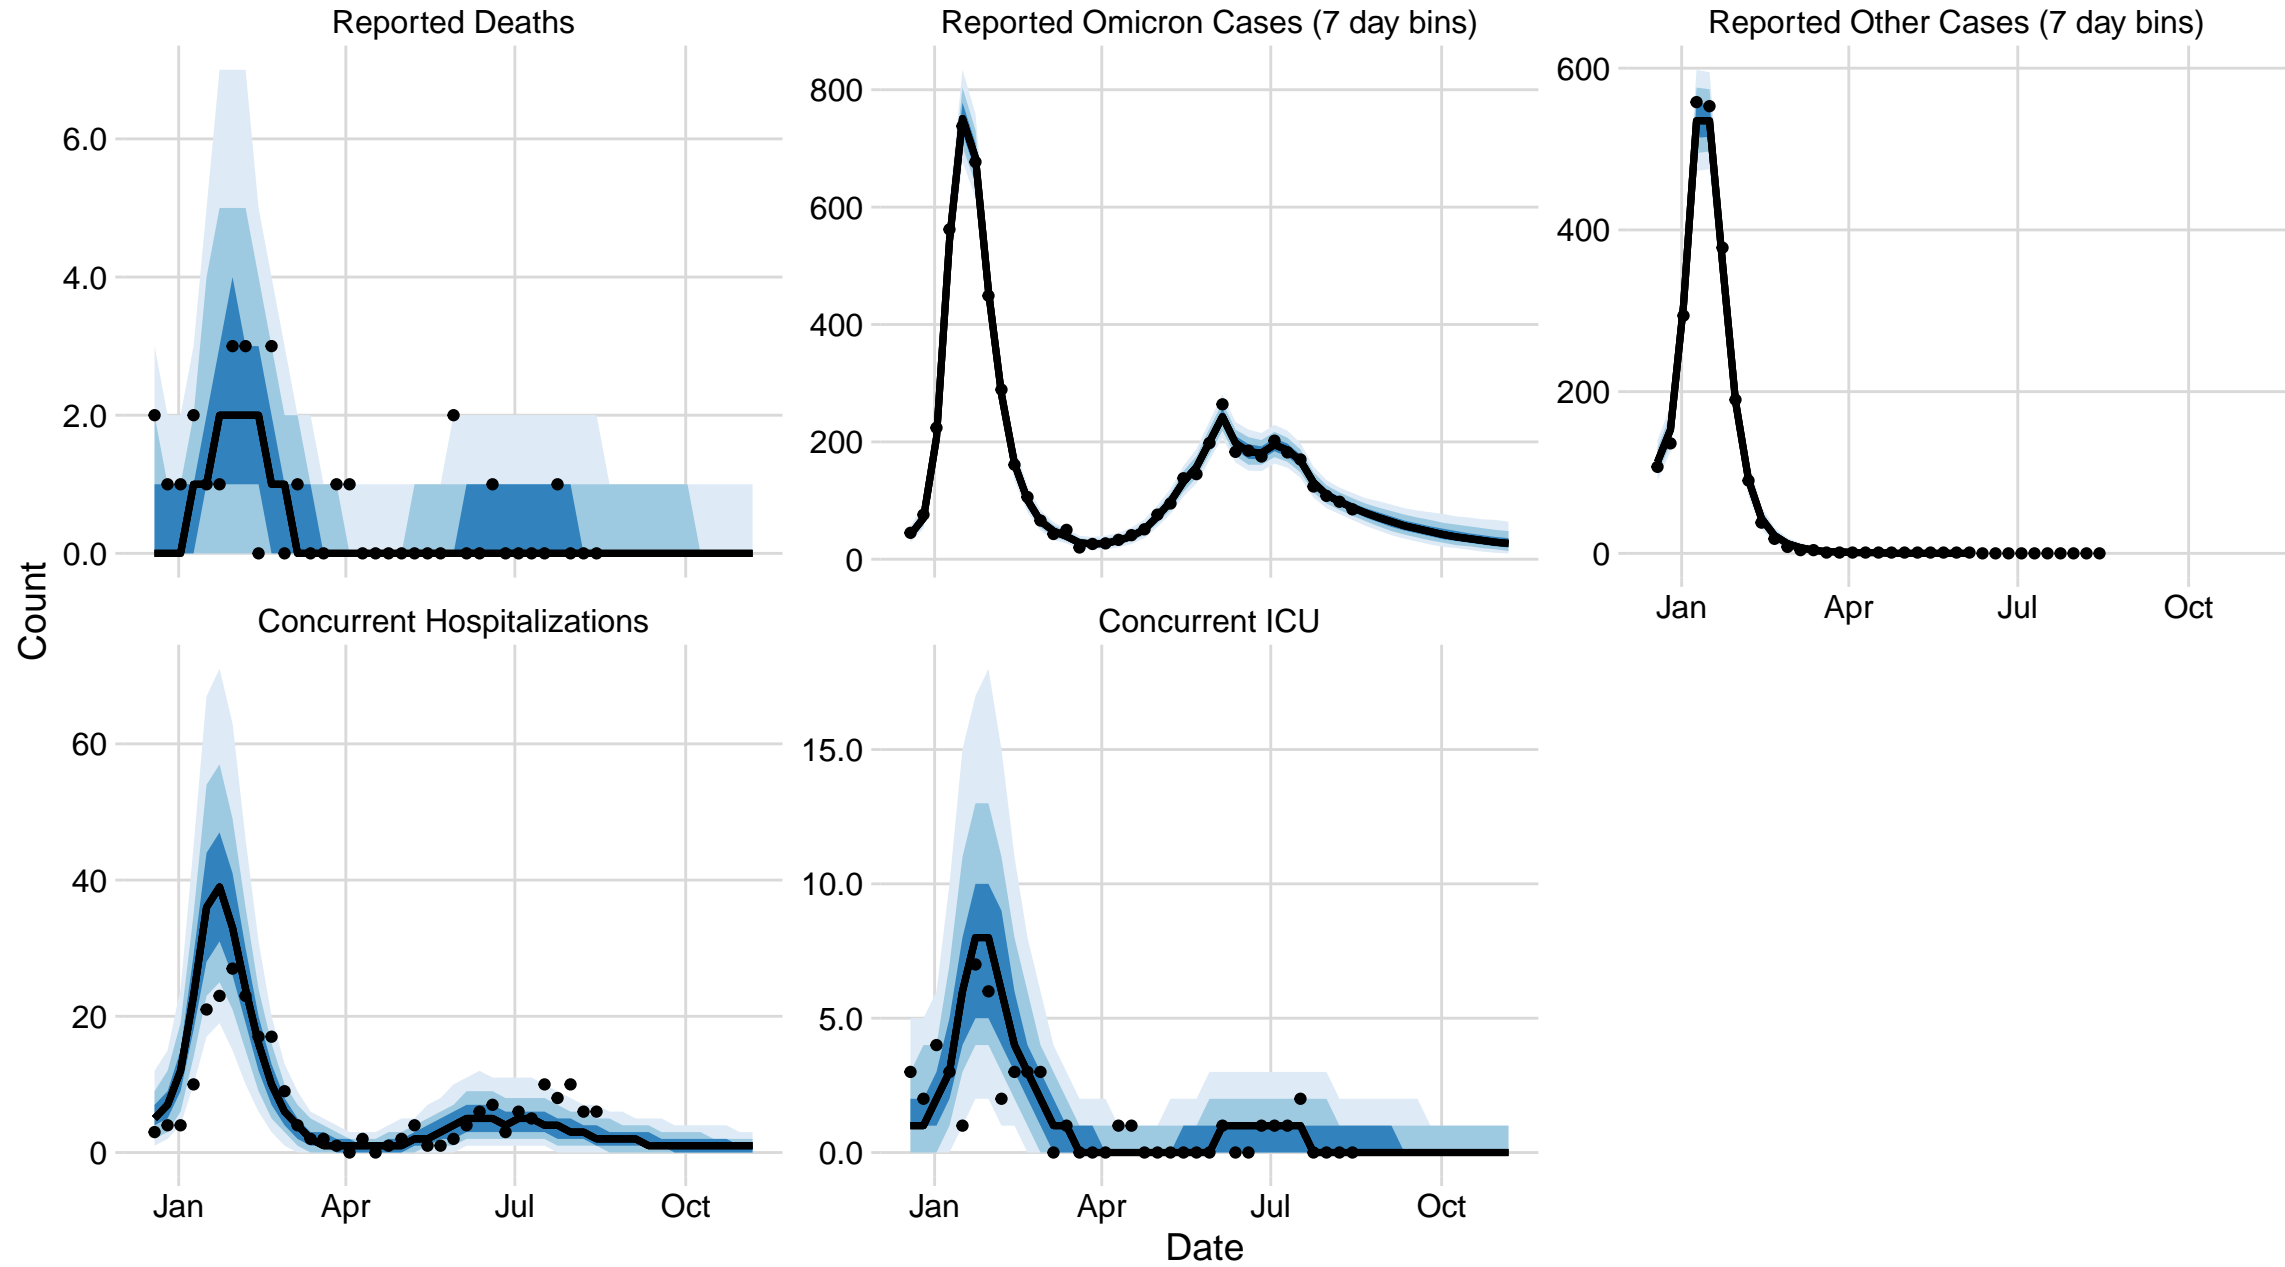 Reported Deaths
Reported Omicron Cases (7 day bins)
Reported Other Cases (7 day bins)
6.0
4.0
2.0
0.0
800
600
400
200
0
600
400
200
0
Jan Apr Jul Oct
Count
Concurrent Hospitalizations
Concurrent ICU
60
40
20
0
Jan Apr Jul Oct
15.0
10.0
5.0
0.0
Jan Apr Jul Oct
Date